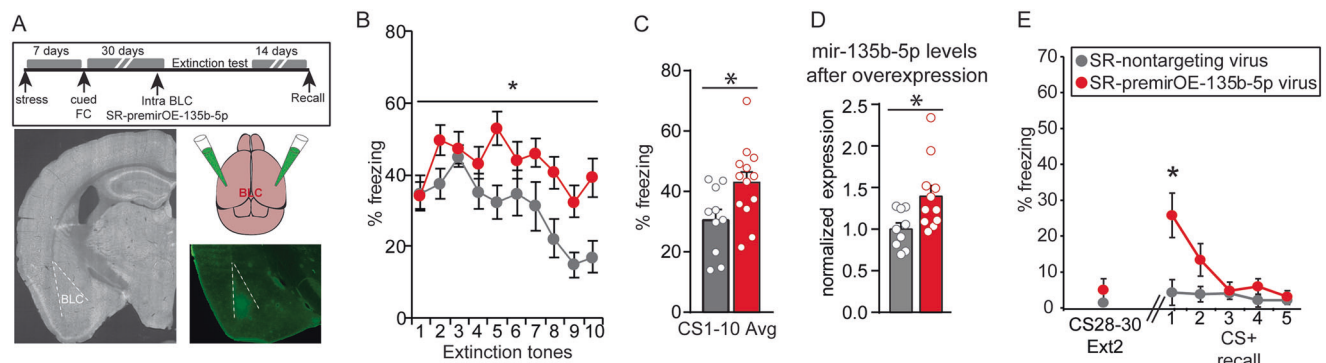 A
7 days
30 days
14 days
Extinction test
stress
cued
FC
Intra BLC
SR-premirOE-135b-5p
Recall
BLC
BLC
B
80
60
40
20
0
% freezing
*
1 2 3 4 5 6 7 8 9 10
Extinction tones
C
80
60
40
20
0
% freezing
*
CS1-10 Avg
D
mir-135b-5p levels
after overexpression
2.5
2.0
1.5
1.0
0.5
0.0
normalized expression
*
E
70
60
50
40
30
20
10
0
% freezing
SR-nontargeting virus
SR-premirOE-135b-5p virus
*
1 2 3 4 5
CS28-30
Ext2
CS+
recall